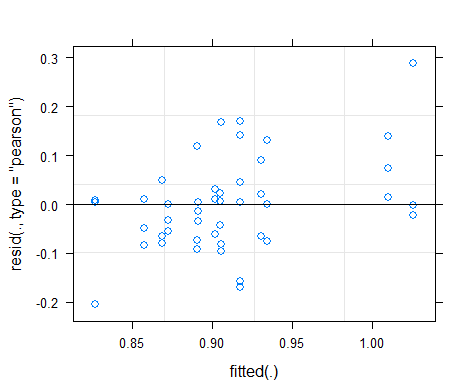 0.3
0.2
0.1
0.0
-0.1
-0.2
resid(., type = "pearson")
0.85 0.90 0.95 1.00
fitted(.)